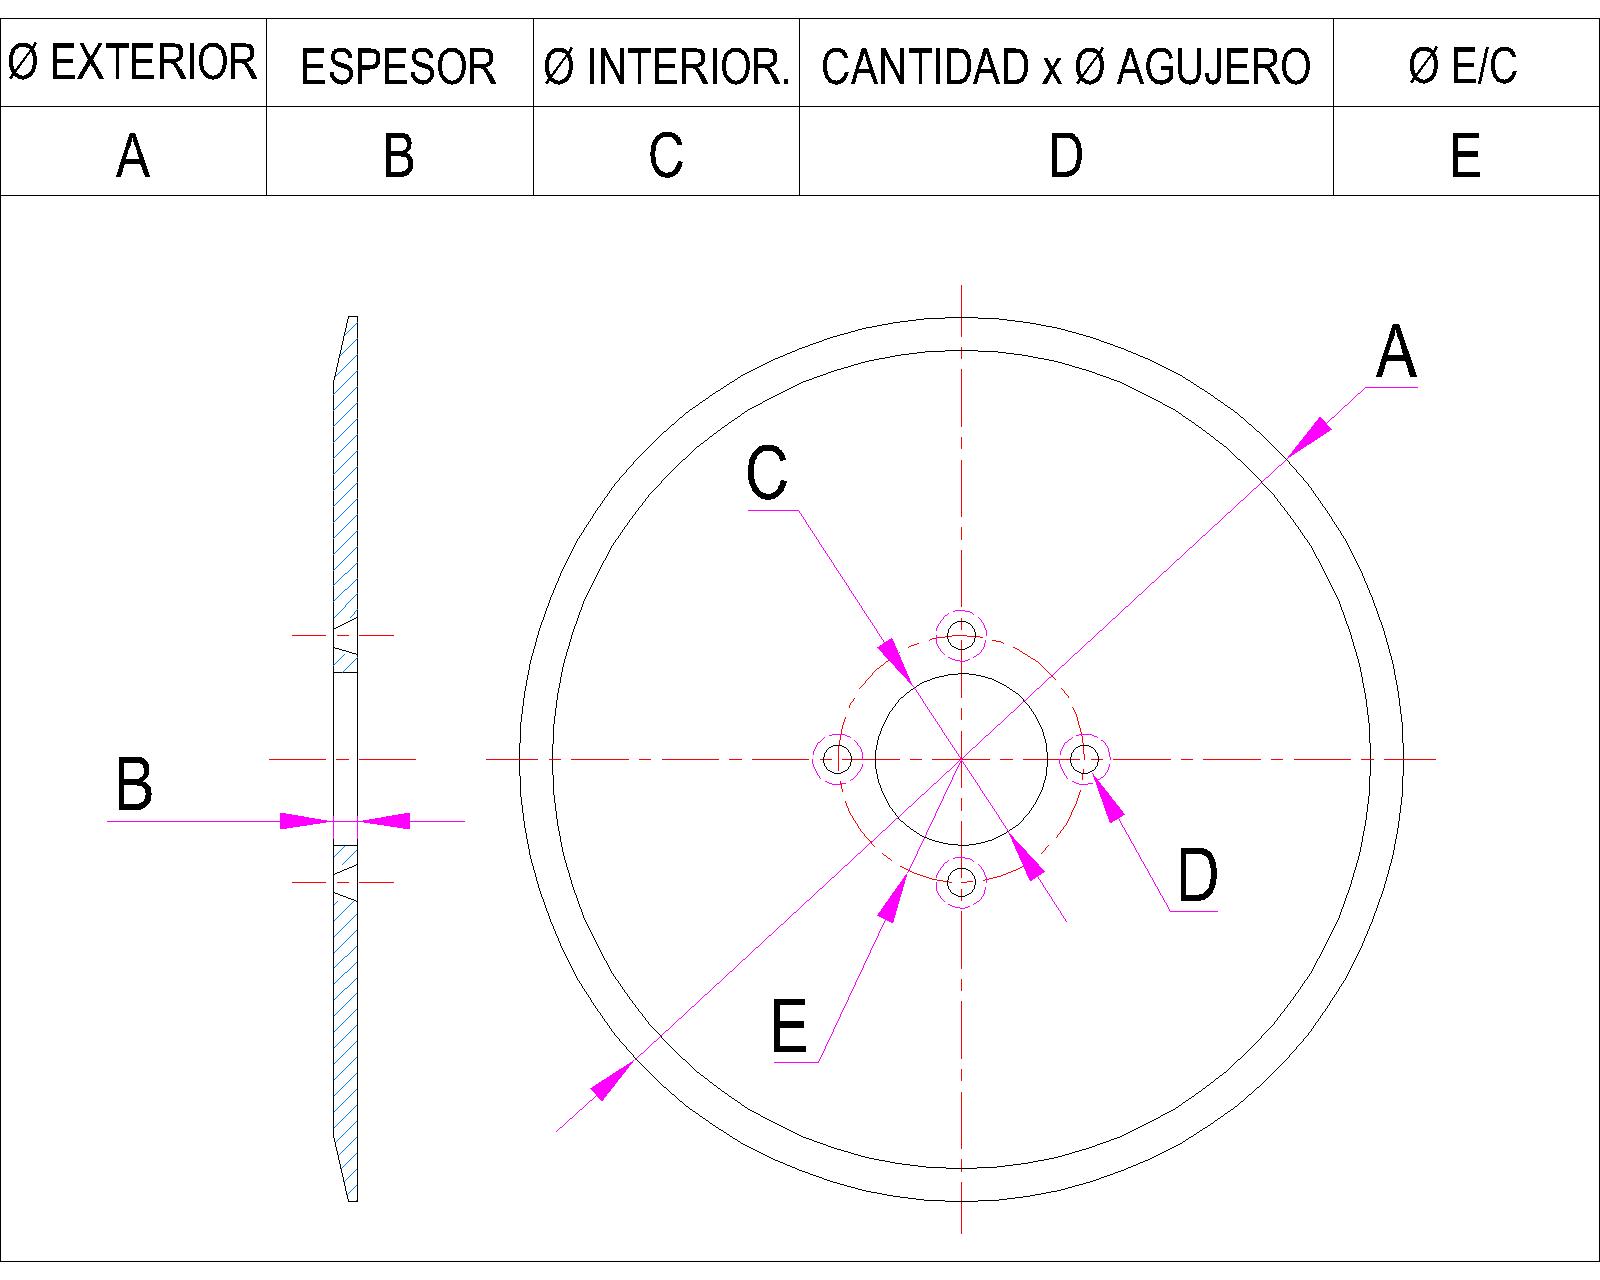 Ø EXTERIOR ESPESOR Ø INTERIOR. CANTIDAD x Ø AGUJERO Ø E/C
A B C D E
A
C
B
D
E